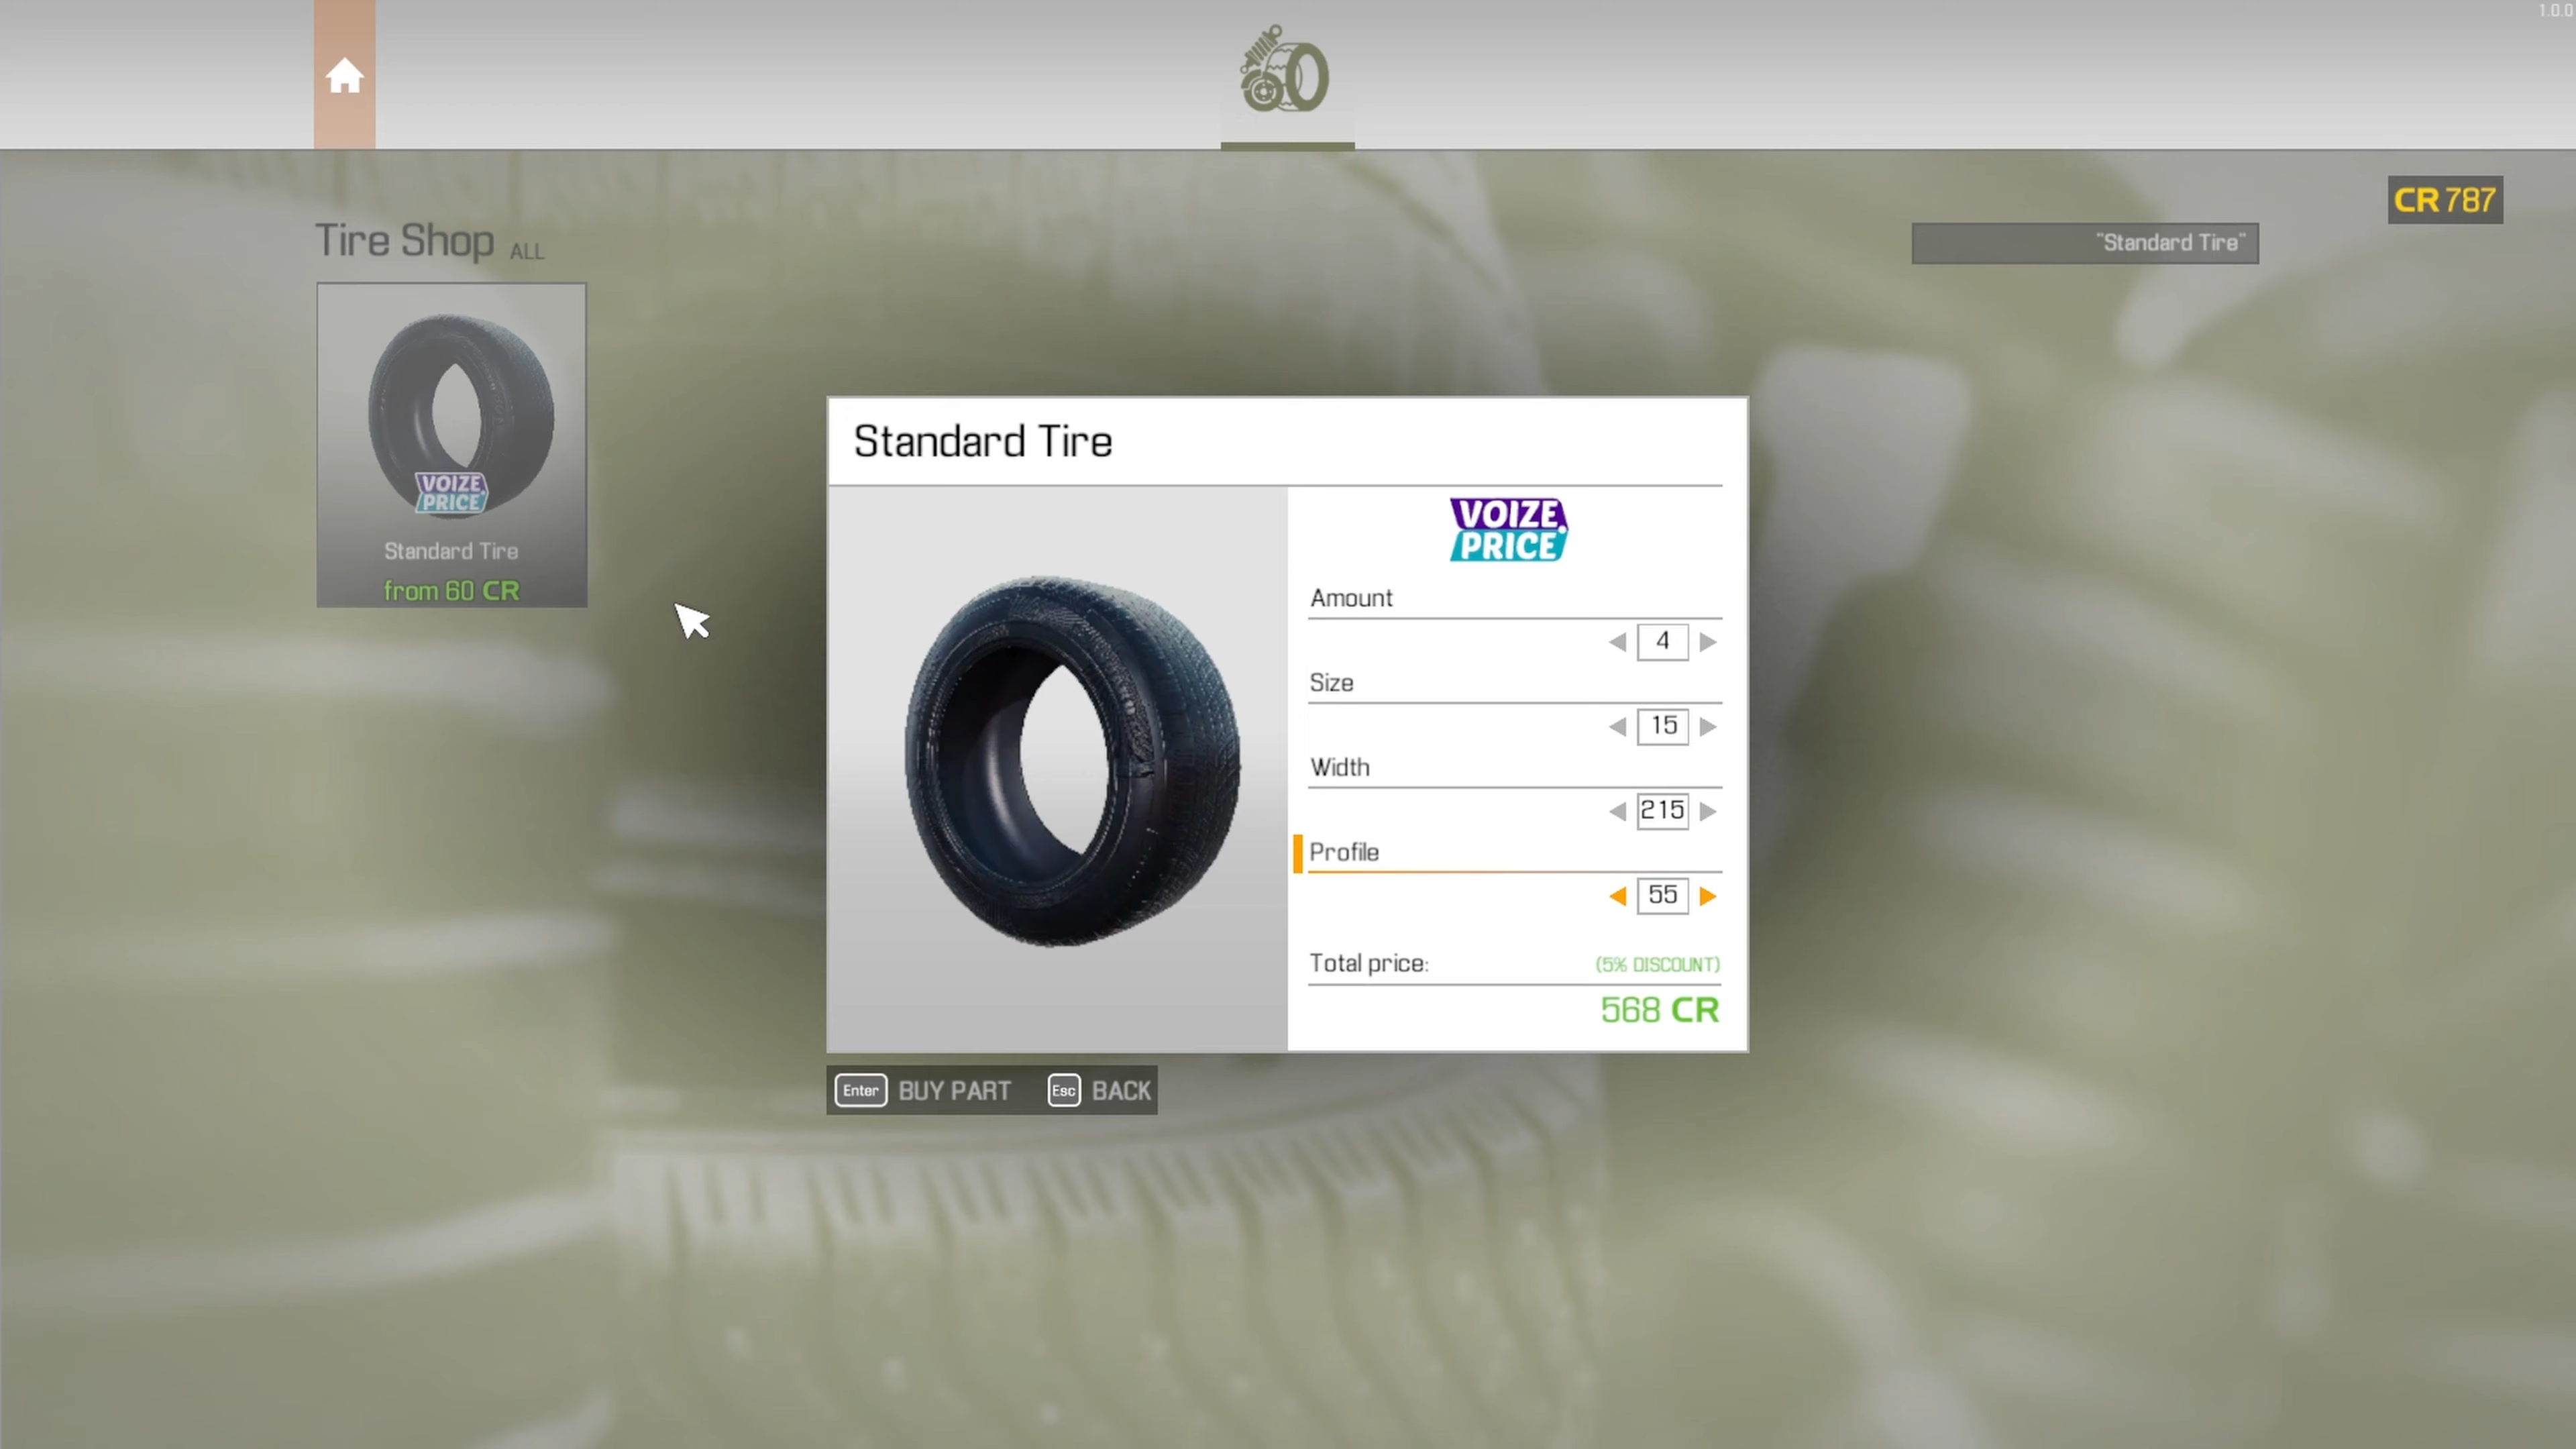 1.0.0
CR 787
Tire Shop ALL
"Standard Tire"
VOIZE.
PRICE
Standard Tire
from 60 CR
Standard Tire
VOIZE.
PRICE
Amount
4
Size
15
Width
215
Profile
55
Total price: (5% DISCOUNT)
568 CR
Enter BUY PART Esc BACK